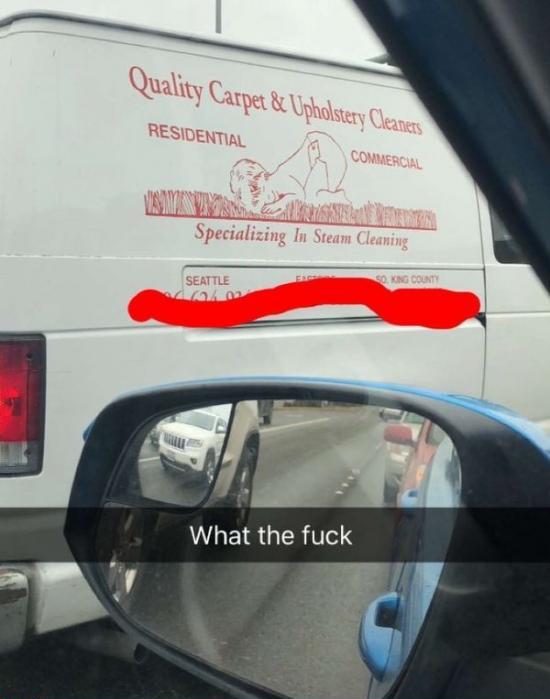 Quality Carpet & Upholstery Cleaners
RESIDENTIAL
COMMERCIAL
Specializing In Steam Cleaning
SEATTLE
SO. KING COUNTY
What the fuck